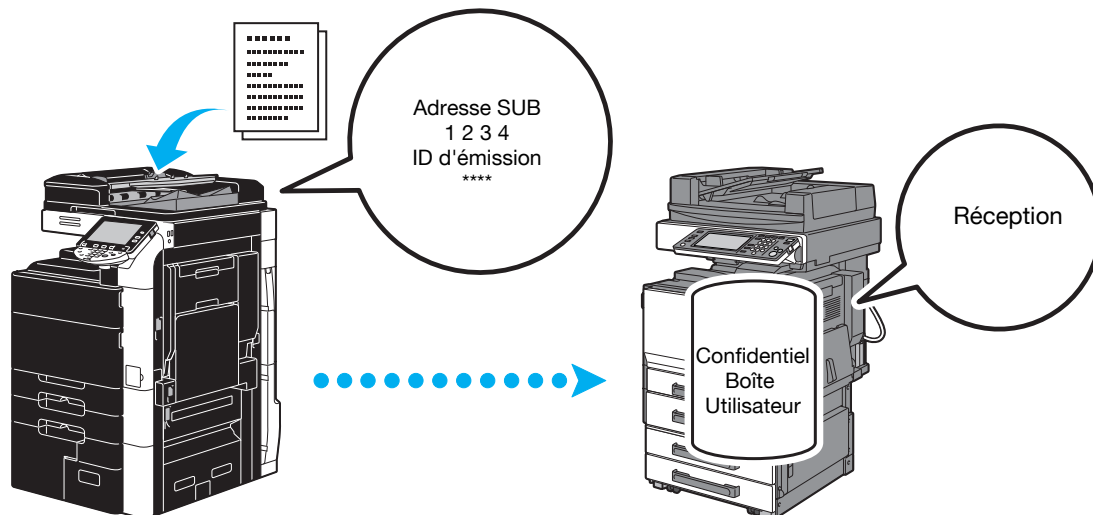 Adresse SUB
1 2 3 4
ID d'émission
****
Réception
Confidentiel
Boîte
Utilisateur